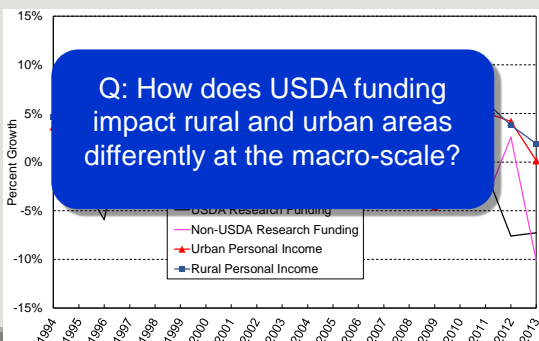 15%
10%
5%
0%
-5%
-10%
-15%
Percent Growth
Q: How does USDA funding
impact rural and urban areas
differently at the macro-scale?
USDA Research Funding
Non-USDA Research Funding
Urban Personal Income
Rural Personal Income
1994 1995 1996 1997 1998 1999 2000 2001 2002 2003 2004 2005 2006 2007 2008 2009 2010 2011 2012 2013